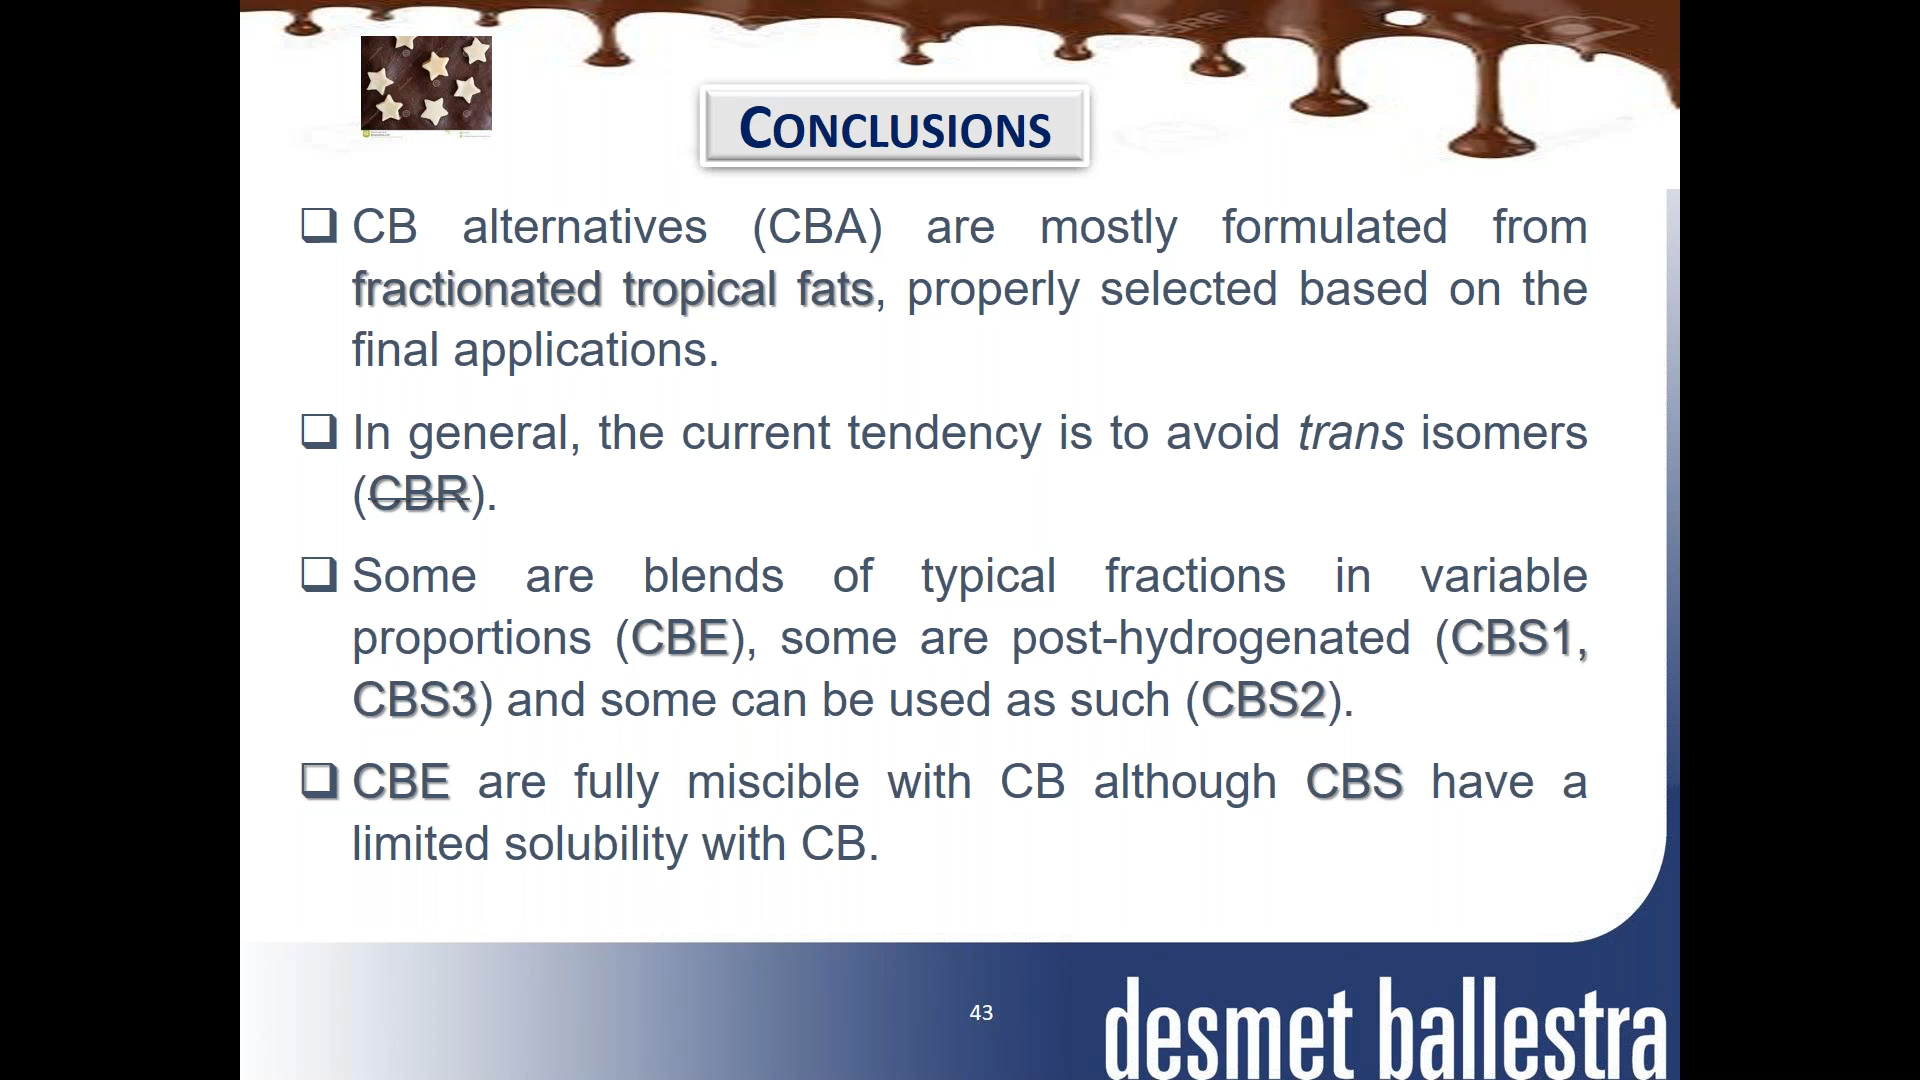 CONCLUSIONS
❑ CB alternatives (CBA) are mostly formulated from
fractionated tropical fats, properly selected based on the
final applications.
❑ In general, the current tendency is to avoid trans isomers
(CBR).
❑ Some are blends of typical fractions in variable
proportions (CBE), some are post-hydrogenated (CBS1,
CBS3) and some can be used as such (CBS2).
❑ CBE are fully miscible with CB although CBS have a
limited solubility with CB.
43
desmet ballestra